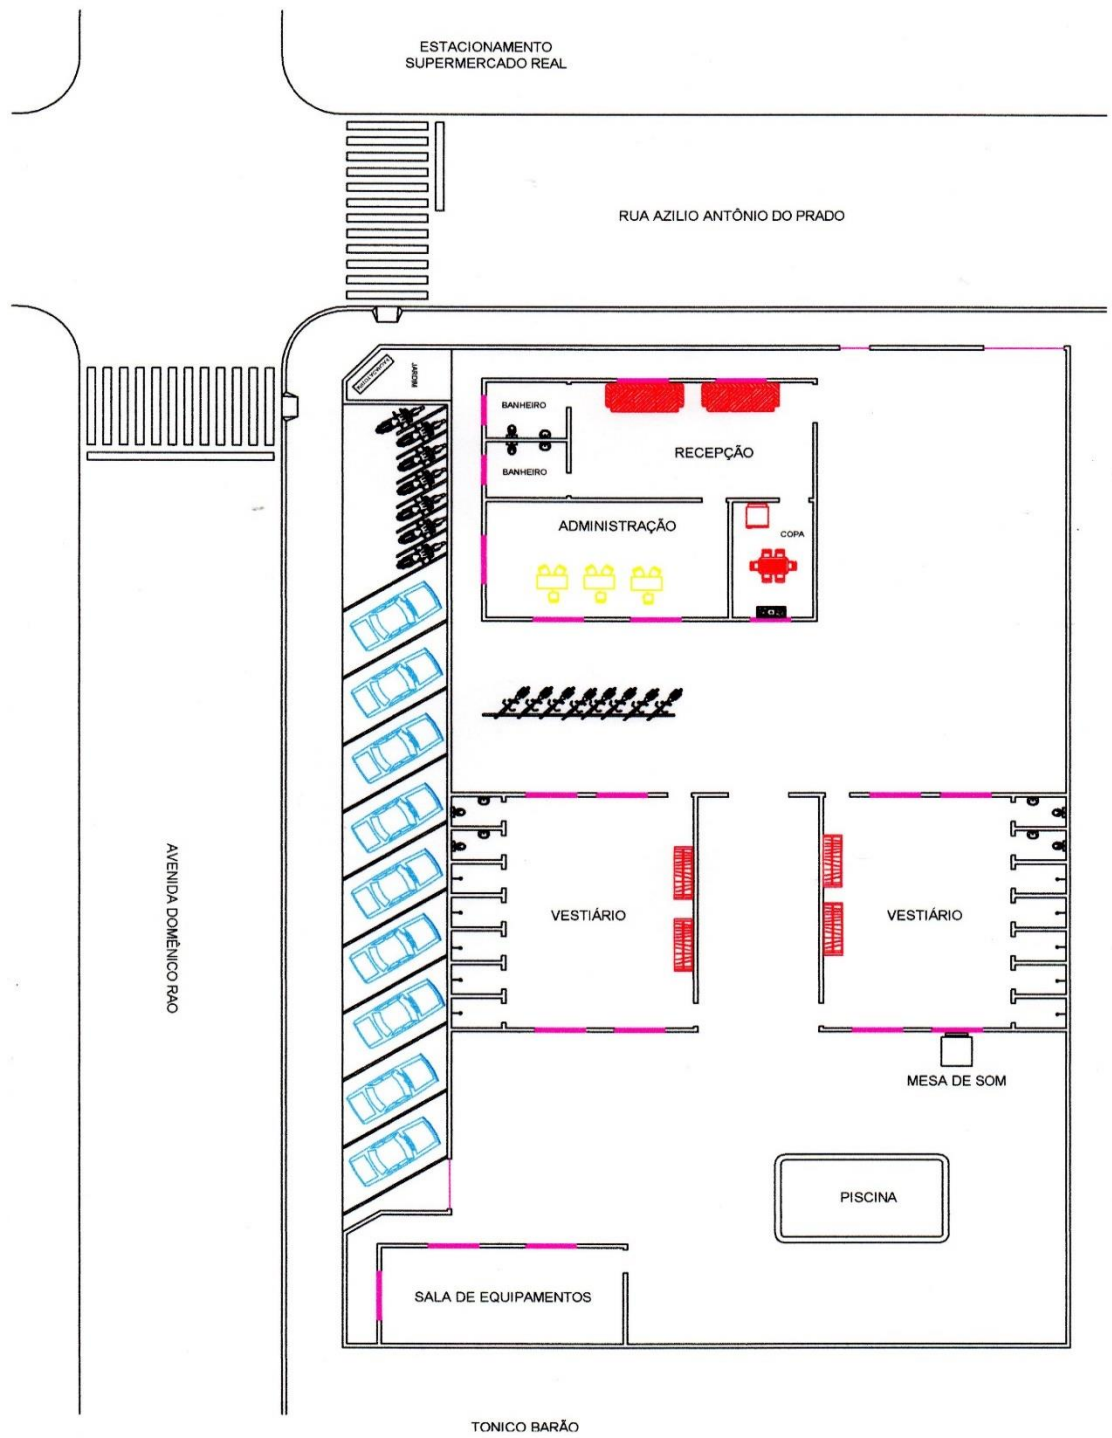 ESTACIONAMENTO
SUPERMERCADO REAL
RUA AZILIO ANTÔNIO DO PRADO
JARDIM
BANHEIRO
RECEPÇÃO
BANHEIRO
ADMINISTRAÇÃO
COPA
AVENIDA DOMÊNICO RAO
VESTIÁRIO
VESTIÁRIO
MESA DE SOM
PISCINA
SALA DE EQUIPAMENTOS
TONICO BARÃO